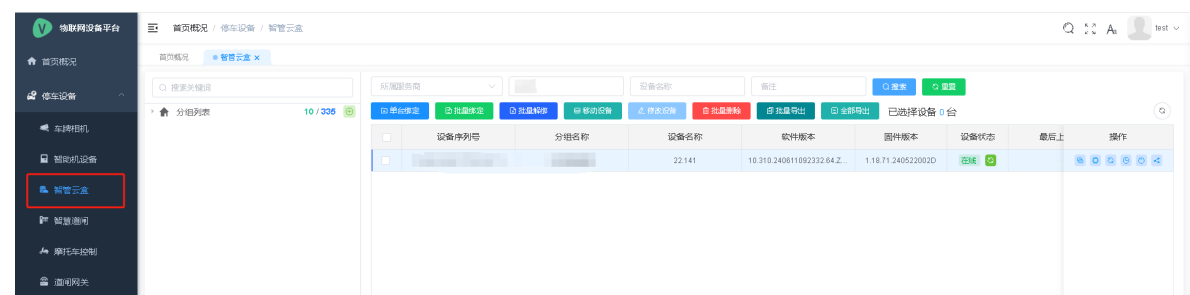 物联网设备平台
首页概况 / 停车设备 / 智管云盒
test
首页概况
智管云盒 ×
首页概况
停车设备
车牌相机
智助机设备
智管云盒
智慧道闸
摩托车控制
道闸网关
搜索关键词
分组列表 10 / 335
所属服务商
设备名称
备注
搜索
重置
单台绑定
批量绑定
批量解绑
移动设备
修改设备
批量删除
批量导出
全部导出
已选择设备 0 台
设备序列号 分组名称 设备名称 软件版本 固件版本 设备状态 最后上 操作
22.141 10.310.240611092332.64.Z... 1.18.71.240522002D 在线